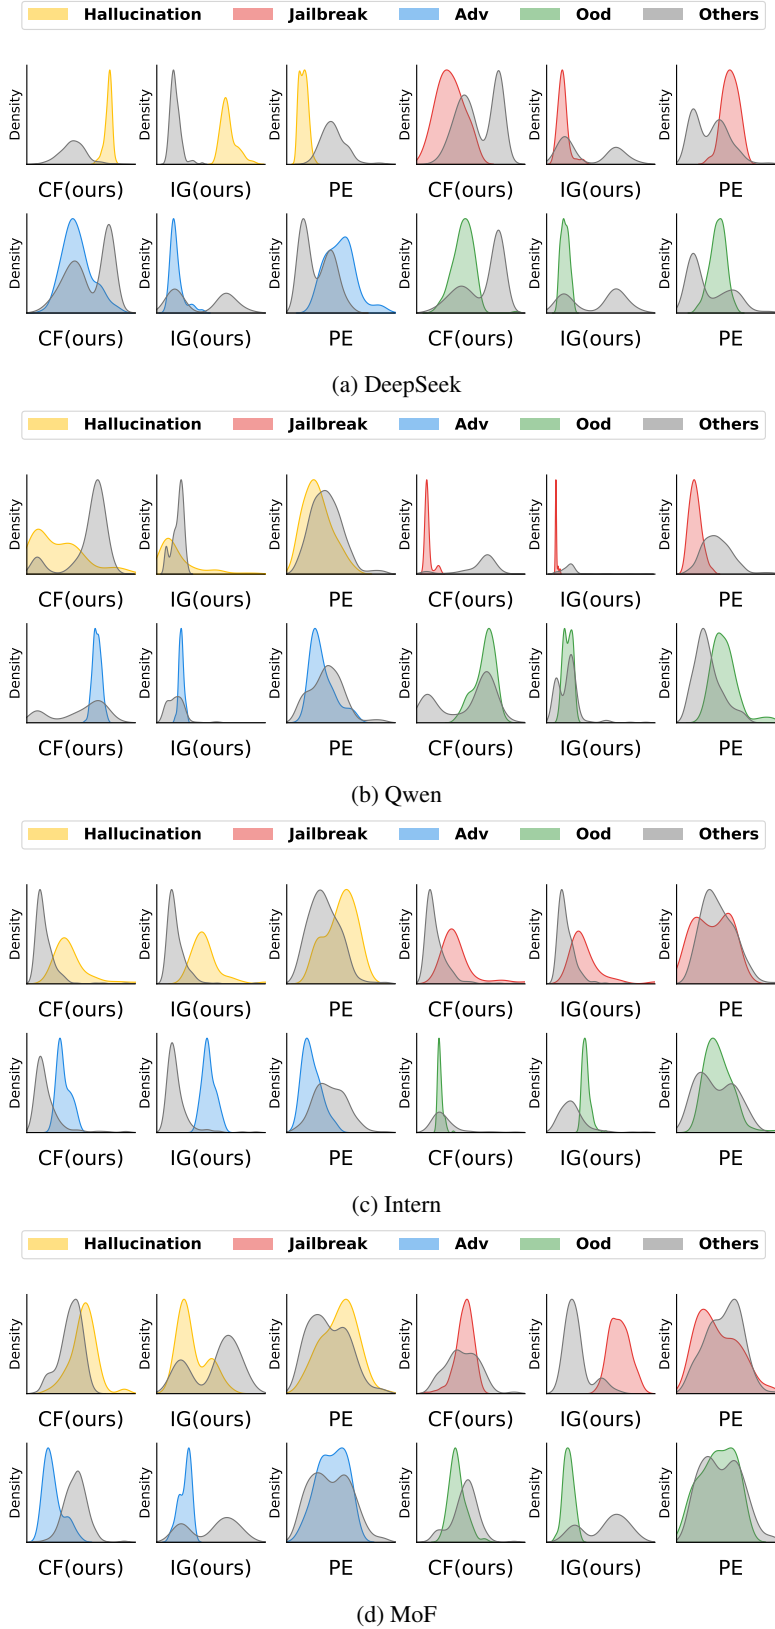 Hallucination Jailbreak Adv Ood Others
Density Density Density Density Density Density
CF(ours) IG(ours) PE CF(ours) IG(ours) PE
Density Density Density Density Density Density
CF(ours) IG(ours) PE CF(ours) IG(ours) PE
(a) DeepSeek
Hallucination Jailbreak Adv Ood Others
Density Density Density Density Density Density
CF(ours) IG(ours) PE CF(ours) IG(ours) PE
Density Density Density Density Density Density
CF(ours) IG(ours) PE CF(ours) IG(ours) PE
(b) Qwen
Hallucination Jailbreak Adv Ood Others
Density Density Density Density Density Density
CF(ours) IG(ours) PE CF(ours) IG(ours) PE
Density Density Density Density Density Density
CF(ours) IG(ours) PE CF(ours) IG(ours) PE
(c) Intern
Hallucination Jailbreak Adv Ood Others
Density Density Density Density Density Density
CF(ours) IG(ours) PE CF(ours) IG(ours) PE
Density Density Density Density Density Density
CF(ours) IG(ours) PE CF(ours) IG(ours) PE
(d) MoF